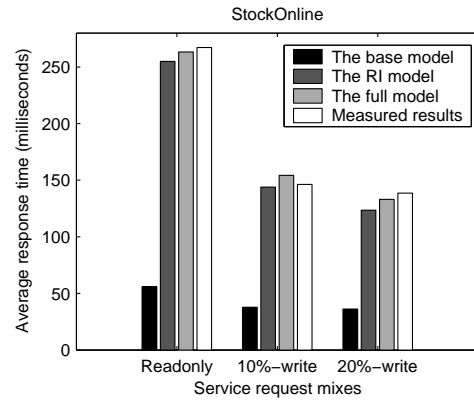 StockOnline
Average response time (milliseconds)
250
200
150
100
50
0
The base model
The RI model
The full model
Measured results
Readonly 10%-write 20%-write
Service request mixes